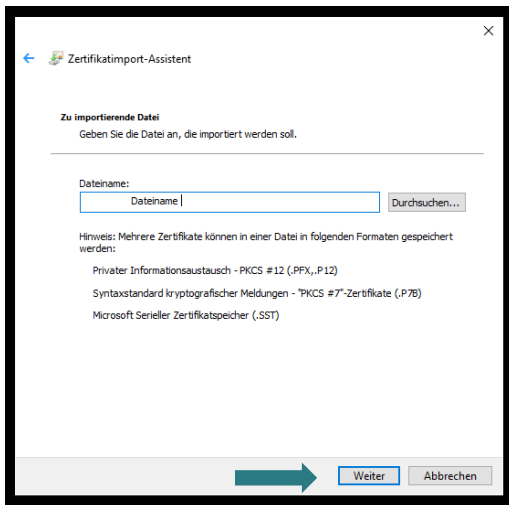 Zertifikatimport-Assistent
Zu importierende Datei
Geben Sie die Datei an, die importiert werden soll.
Dateiname:
Dateiname
Durchsuchen...
Hinweis: Mehrere Zertifikate können in einer Datei in folgenden Formaten gespeichert
werden:
Privater Informationsaustausch - PKCS #12 (.PFX,.P12)
Syntaxstandard kryptografischer Meldungen - "PKCS #7"-Zertifikate (.P7B)
Microsoft Serieller Zertifikatspeicher (.SST)
Weiter
Abbrechen